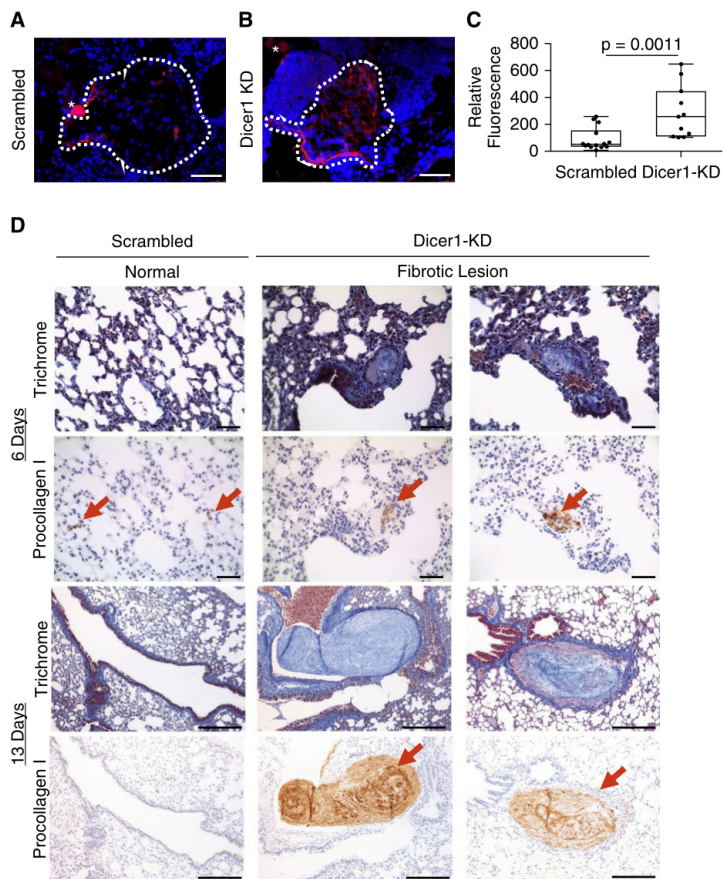 A
Scrambled
*
B
Dicer1 KD
*
C
Relative
Fluorescence
800
600
400
200
0
p = 0.0011
Scrambled Dicer1-KD
D
Scrambled
Dicer1-KD
Normal
Fibrotic Lesion
6 Days
Trichrome
Procollagen I
13 Days
Trichrome
Procollagen I